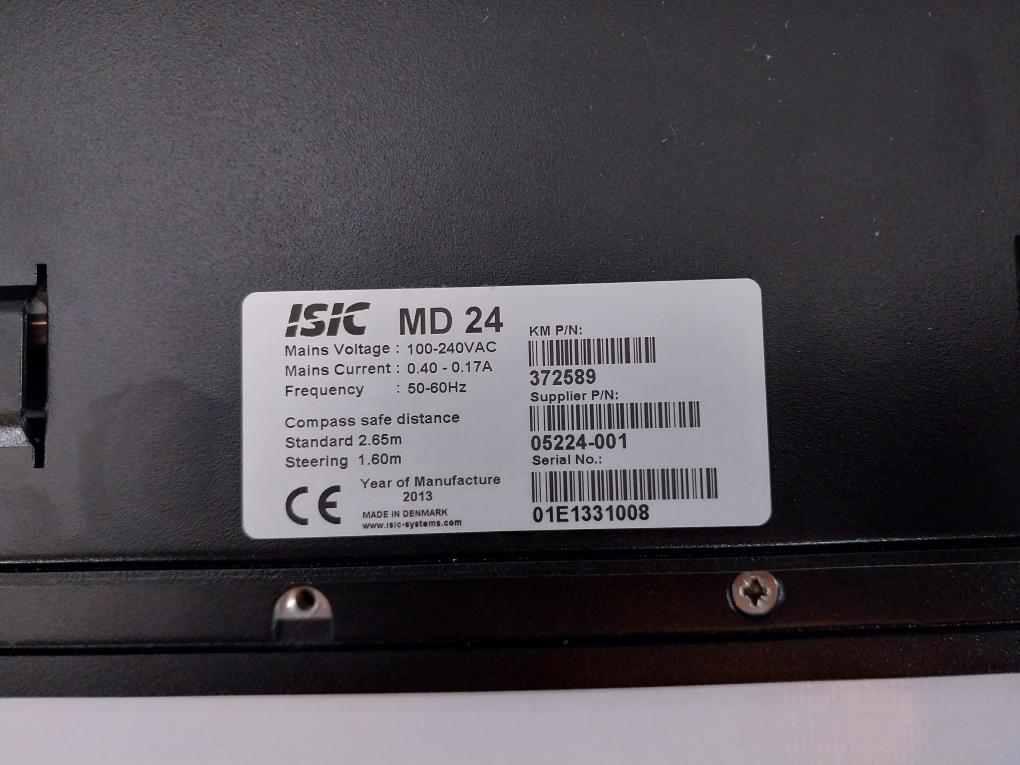 ISIC MD 24
Mains Voltage : 100-240VAC
Mains Current : 0.40 - 0.17A
Frequency : 50-60Hz
Compass safe distance
Standard 2.65m
Steering 1.60m
CE
Year of Manufacture
2013
MADE IN DENMARK
www.isic-systems.com
KM P/N:
372589
Supplier P/N:
05224-001
Serial No.:
01E1331008